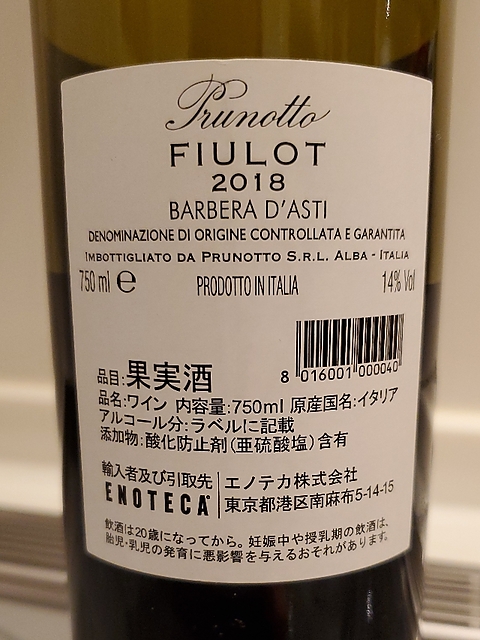 Prunotto
FIULOT
2018
BARBERA D'ASTI
DENOMINAZIONE DI ORIGINE CONTROLLATA E GARANTITA
IMBOTTIGLIATO DA PRUNOTTO S.R.L. ALBA - ITALIA
750 ml e PRODOTTO IN ITALIA 14% Vol
8 016001 000040
品目:果実酒
品名:ワイン 内容量:750ml 原産国名:イタリア
アルコール分:ラベルに記載
添加物:酸化防止剤(亜硫酸塩)含有
輸入者及び引取先 エノテカ株式会社
ENOTECA 東京都港区南麻布5-14-15
飲酒は20歳になってから。妊娠中や授乳期の飲酒は、
胎児・乳児の発育に悪影響を与えるおそれがあります。